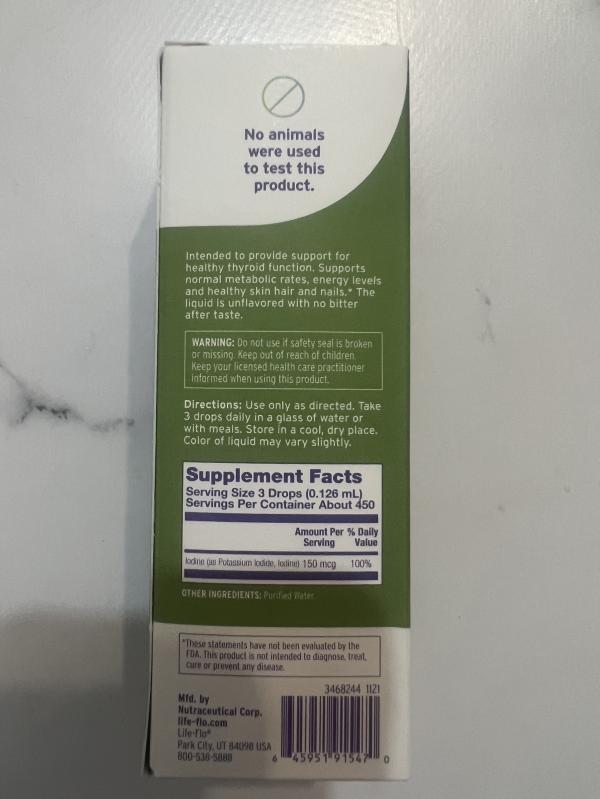 No animals
were used
to test this
product.
Intended to provide support for
healthy thyroid function. Supports
normal metabolic rates, energy levels
and healthy skin hair and nails.* The
liquid is unflavored with no bitter
after taste.
WARNING: Do not use if safety seal is broken
or missing. Keep out of reach of children.
Keep your licensed health care practitioner
informed when using this product.
Directions: Use only as directed. Take
3 drops daily in a glass of water or
with meals. Store in a cool, dry place.
Color of liquid may vary slightly.
Supplement Facts
Serving Size 3 Drops (0.126 mL)
Servings Per Container About 450
Amount Per % Daily
Serving Value
Iodine (as Potassium Iodide, Iodine) 150 mcg 100%
OTHER INGREDIENTS: Purified Water.
*These statements have not been evaluated by the
FDA. This product is not intended to diagnose, treat,
cure or prevent any disease.
3468244 1121
Mfd. by
Nutraceutical Corp.
life-flo.com
Life-flo®
Park City, UT 84098 USA
800-538-5888
6 45951 91547 0